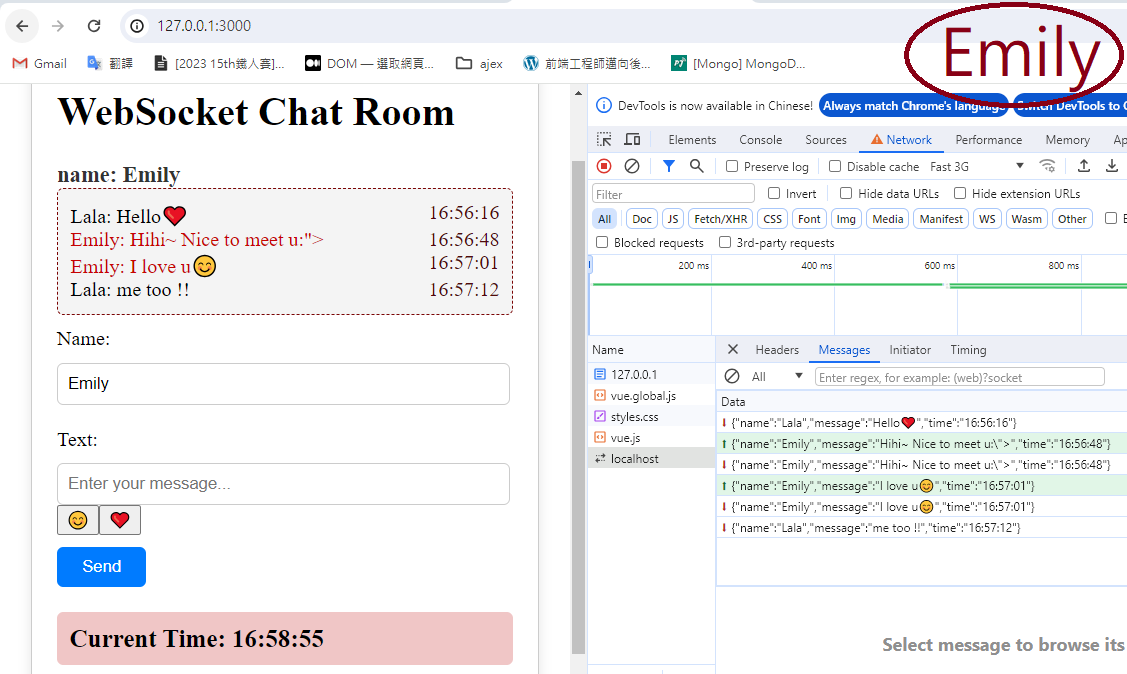 127.0.0.1:3000
Emily
Gmail 翻譯 [2023 15th鐵人賽]... DOM — 選取網頁... ajex 前端工程師邁向後... [Mongo] MongoD...
WebSocket Chat Room
name: Emily
Lala: Hello❤ 16:56:16
Emily: Hihi~ Nice to meet u:"> 16:56:48
Emily: I love u😊 16:57:01
Lala: me too !! 16:57:12
Name:
Emily
Text:
Enter your message...
😊 ❤
Send
Current Time: 16:58:55
DevTools is now available in Chinese! Always match Chrome's language Switch DevTools to C
Elements Console Sources Network Performance Memory Ap
Preserve log Disable cache Fast 3G
Filter Invert Hide data URLs Hide extension URLs
All Doc JS Fetch/XHR CSS Font Img Media Manifest WS Wasm Other
Blocked requests 3rd-party requests
200 ms 400 ms 600 ms 800 ms
Name
127.0.0.1
vue.global.js
styles.css
vue.js
localhost
Headers Messages Initiator Timing
All Enter regex, for example: (web)?socket
Data
{"name":"Lala","message":"Hello❤","time":"16:56:16"}
{"name":"Emily","message":"Hihi~ Nice to meet u:\">","time":"16:56:48"}
{"name":"Emily","message":"Hihi~ Nice to meet u:\">","time":"16:56:48"}
{"name":"Emily","message":"I love u😊","time":"16:57:01"}
{"name":"Emily","message":"I love u😊","time":"16:57:01"}
{"name":"Lala","message":"me too !!","time":"16:57:12"}
Select message to browse its